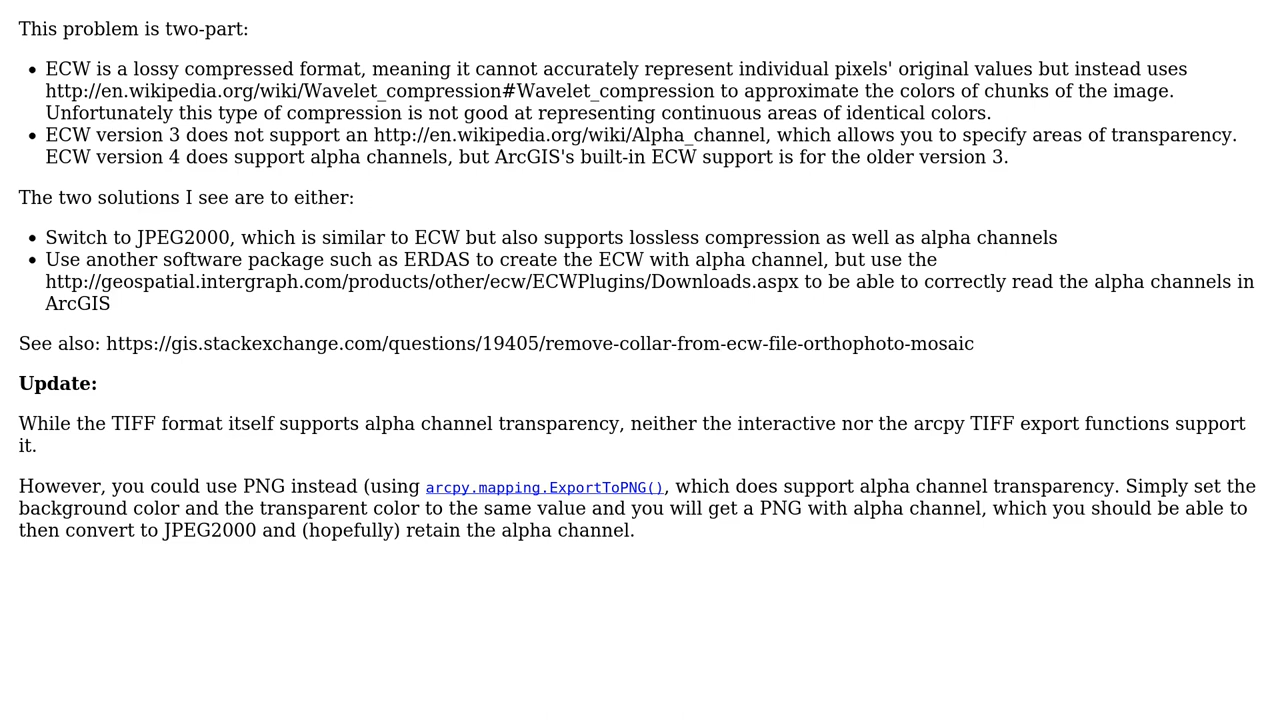 This problem is two-part:
• ECW is a lossy compressed format, meaning it cannot accurately represent individual pixels' original values but instead uses
http://en.wikipedia.org/wiki/Wavelet_compression#Wavelet_compression to approximate the colors of chunks of the image.
Unfortunately this type of compression is not good at representing continuous areas of identical colors.
• ECW version 3 does not support an http://en.wikipedia.org/wiki/Alpha_channel, which allows you to specify areas of transparency.
ECW version 4 does support alpha channels, but ArcGIS's built-in ECW support is for the older version 3.
The two solutions I see are to either:
• Switch to JPEG2000, which is similar to ECW but also supports lossless compression as well as alpha channels
• Use another software package such as ERDAS to create the ECW with alpha channel, but use the
http://geospatial.intergraph.com/products/other/ecw/ECWPlugins/Downloads.aspx to be able to correctly read the alpha channels in
ArcGIS
See also: https://gis.stackexchange.com/questions/19405/remove-collar-from-ecw-file-orthophoto-mosaic
Update:
While the TIFF format itself supports alpha channel transparency, neither the interactive nor the arcpy TIFF export functions support
it.
However, you could use PNG instead (using arcpy.mapping.ExportToPNG(), which does support alpha channel transparency. Simply set the
background color and the transparent color to the same value and you will get a PNG with alpha channel, which you should be able to
then convert to JPEG2000 and (hopefully) retain the alpha channel.